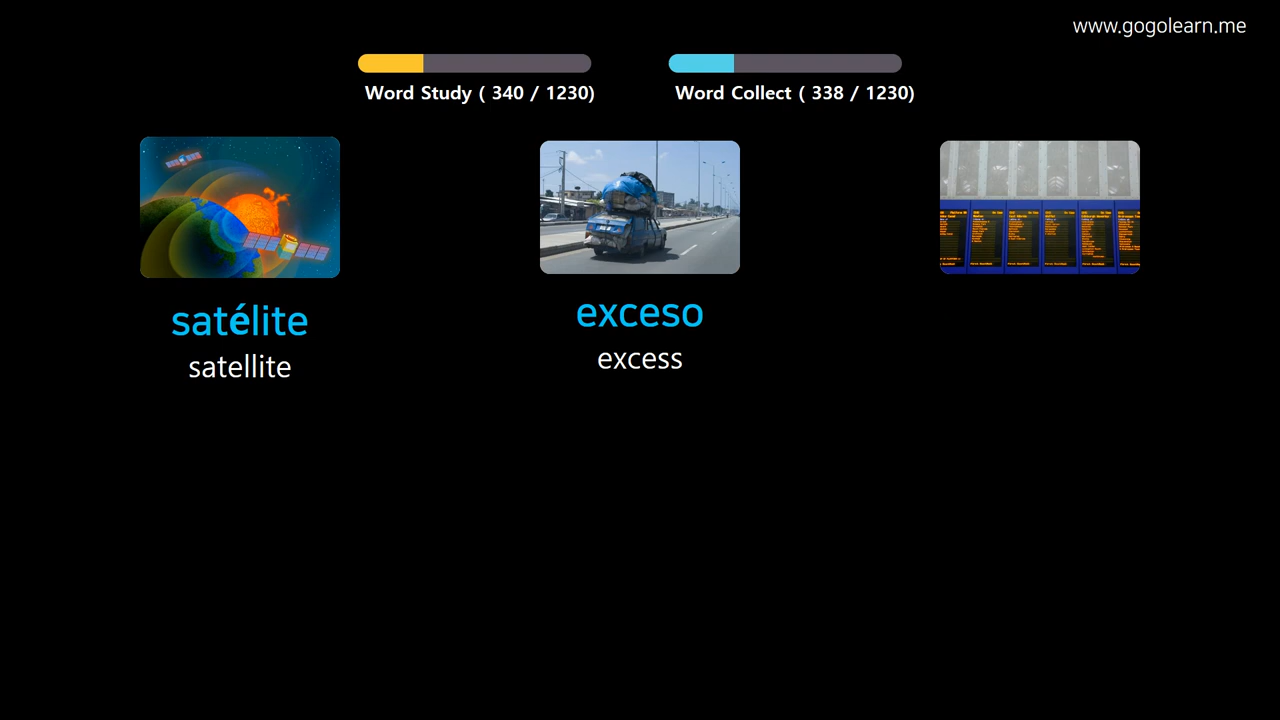 www.gogolearn.me
Word Study ( 340 / 1230)
Word Collect ( 338 / 1230)
satélite
satellite
exceso
excess